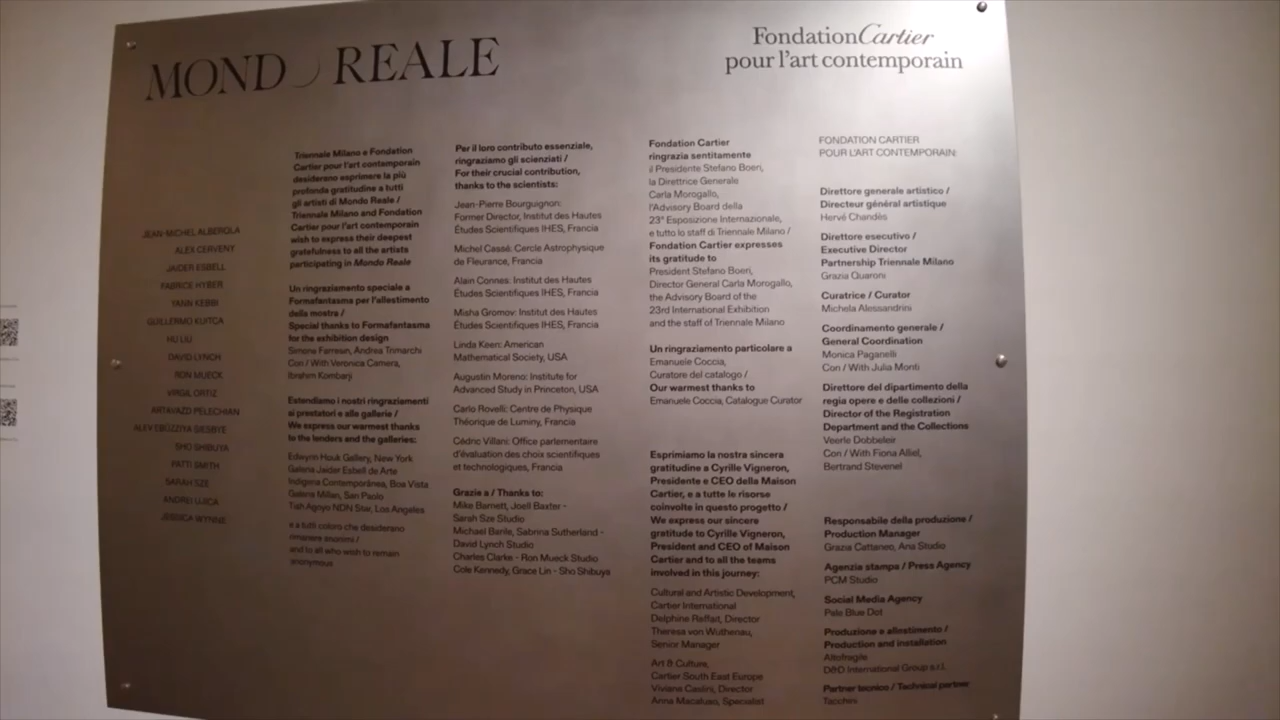 MONDO REALE
Fondation Cartier
pour l'art contemporain
JEAN-MICHEL ALBEROLA
ALEX CERVENY
JAIDER ESBELL
FABRICE HYBER
YANN KEBBI
GUILLERMO KUITCA
HU LIU
DAVID LYNCH
RON MUECK
VIRGIL ORTIZ
ARTAVAZD PELECHIAN
ALEV EBÜZZIYA SIESBYE
SHO SHIBUYA
PATTI SMITH
SARAH SZE
ANDREI UJICA
JESSICA WYNNE
Triennale Milano e Fondation
Cartier pour l'art contemporain
desiderano esprimere la più
profonda gratitudine a tutti
gli artisti di Mondo Reale /
Triennale Milano and Fondation
Cartier pour l'art contemporain
wish to express their deepest
gratefulness to all the artists
participating in Mondo Reale
Un ringraziamento speciale a
Formafantasma per l'allestimento
della mostra /
Special thanks to Formafantasma
for the exhibition design
Simone Farresin, Andrea Trimarchi
Con / With Veronica Camera,
Ibrahim Kombarji
Estendiamo i nostri ringraziamenti
ai prestatori e alle gallerie /
We express our warmest thanks
to the lenders and the galleries:
Edwynn Houk Gallery, New York
Galeria Jaider Esbell de Arte
Indígena Contemporânea, Boa Vista
Galeria Millan, San Paolo
Tish Agoyo NDN Star, Los Angeles
e a tutti coloro che desiderano
rimanere anonimi /
and to all who wish to remain
anonymous
Per il loro contributo essenziale,
ringraziamo gli scienziati /
For their crucial contribution,
thanks to the scientists:
Jean-Pierre Bourguignon:
Former Director, Institut des Hautes
Études Scientifiques IHES, Francia
Michel Cassé: Cercle Astrophysique
de Fleurance, Francia
Alain Connes: Institut des Hautes
Études Scientifiques IHES, Francia
Misha Gromov: Institut des Hautes
Études Scientifiques IHES, Francia
Linda Keen: American
Mathematical Society, USA
Augustin Moreno: Institute for
Advanced Study in Princeton, USA
Carlo Rovelli: Centre de Physique
Théorique de Luminy, Francia
Cédric Villani: Office parlementaire
d'évaluation des choix scientifiques
et technologiques, Francia
Grazie a / Thanks to:
Mike Barnett, Joell Baxter -
Sarah Sze Studio
Michael Barile, Sabrina Sutherland -
David Lynch Studio
Charles Clarke - Ron Mueck Studio
Cole Kennedy, Grace Lin - Sho Shibuya
Fondation Cartier
ringrazia sentitamente
il Presidente Stefano Boeri,
la Direttrice Generale
Carla Morogallo,
l'Advisory Board della
23ª Esposizione Internazionale,
e tutto lo staff di Triennale Milano /
Fondation Cartier expresses
its gratitude to
President Stefano Boeri,
Director General Carla Morogallo,
the Advisory Board of the
23rd International Exhibition
and the staff of Triennale Milano
Un ringraziamento particolare a
Emanuele Coccia,
Curatore del catalogo /
Our warmest thanks to
Emanuele Coccia, Catalogue Curator
Esprimiamo la nostra sincera
gratitudine a Cyrille Vigneron,
Presidente e CEO della Maison
Cartier, e a tutte le risorse
coinvolte in questo progetto /
We express our sincere
gratitude to Cyrille Vigneron,
President and CEO of Maison
Cartier and to all the teams
involved in this journey:
Cultural and Artistic Development,
Cartier International
Delphine Raffait, Director
Theresa von Wuthenau,
Senior Manager
Art & Culture,
Cartier South East Europe
Viviana Caslini, Director
Anna Macaluso, Specialist
FONDATION CARTIER
POUR L'ART CONTEMPORAIN:
Direttore generale artistico /
Directeur général artistique
Hervé Chandès
Direttore esecutivo /
Executive Director
Partnership Triennale Milano
Grazia Quaroni
Curatrice / Curator
Michela Alessandrini
Coordinamento generale /
General Coordination
Monica Paganelli
Con / With Julia Monti
Direttore del dipartimento della
regia opere e delle collezioni /
Director of the Registration
Department and the Collections
Veerle Dobbeleir
Con / With Fiona Alliel,
Bertrand Stevenel
Responsabile della produzione /
Production Manager
Grazia Cattaneo, Ana Studio
Agenzia stampa / Press Agency
PCM Studio
Social Media Agency
Pale Blue Dot
Produzione e allestimento /
Production and installation
Altofragile
D&D International Group s.r.l.
Partner tecnico / Technical partner
Tacchini